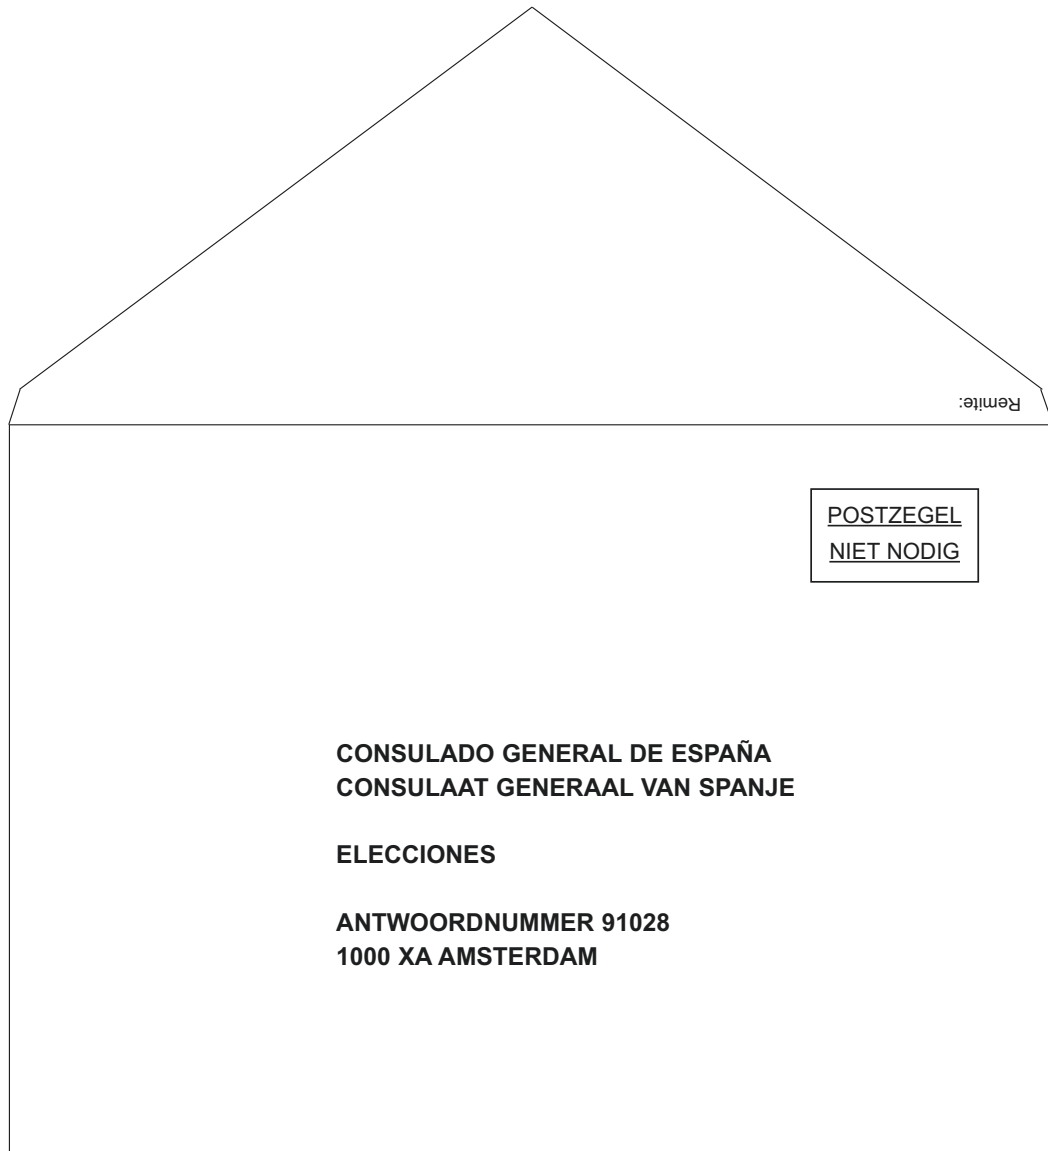 Remite:
POSTZEGEL
NIET NODIG
CONSULADO GENERAL DE ESPAÑA
CONSULAAT GENERAAL VAN SPANJE
ELECCIONES
ANTWOORDNUMMER 91028
1000 XA AMSTERDAM